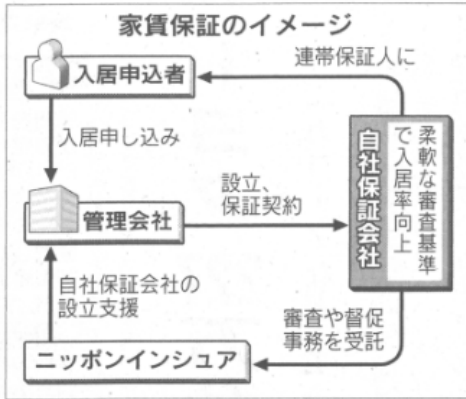 家賃保証のイメージ
入居申込者
連帯保証人に
入居申し込み
管理会社
設立、
保証契約
自社保証会社
柔軟な審査基準
で入居率向上
自社保証会社の
設立支援
審査や督促
事務を受託
ニッポンインシュア